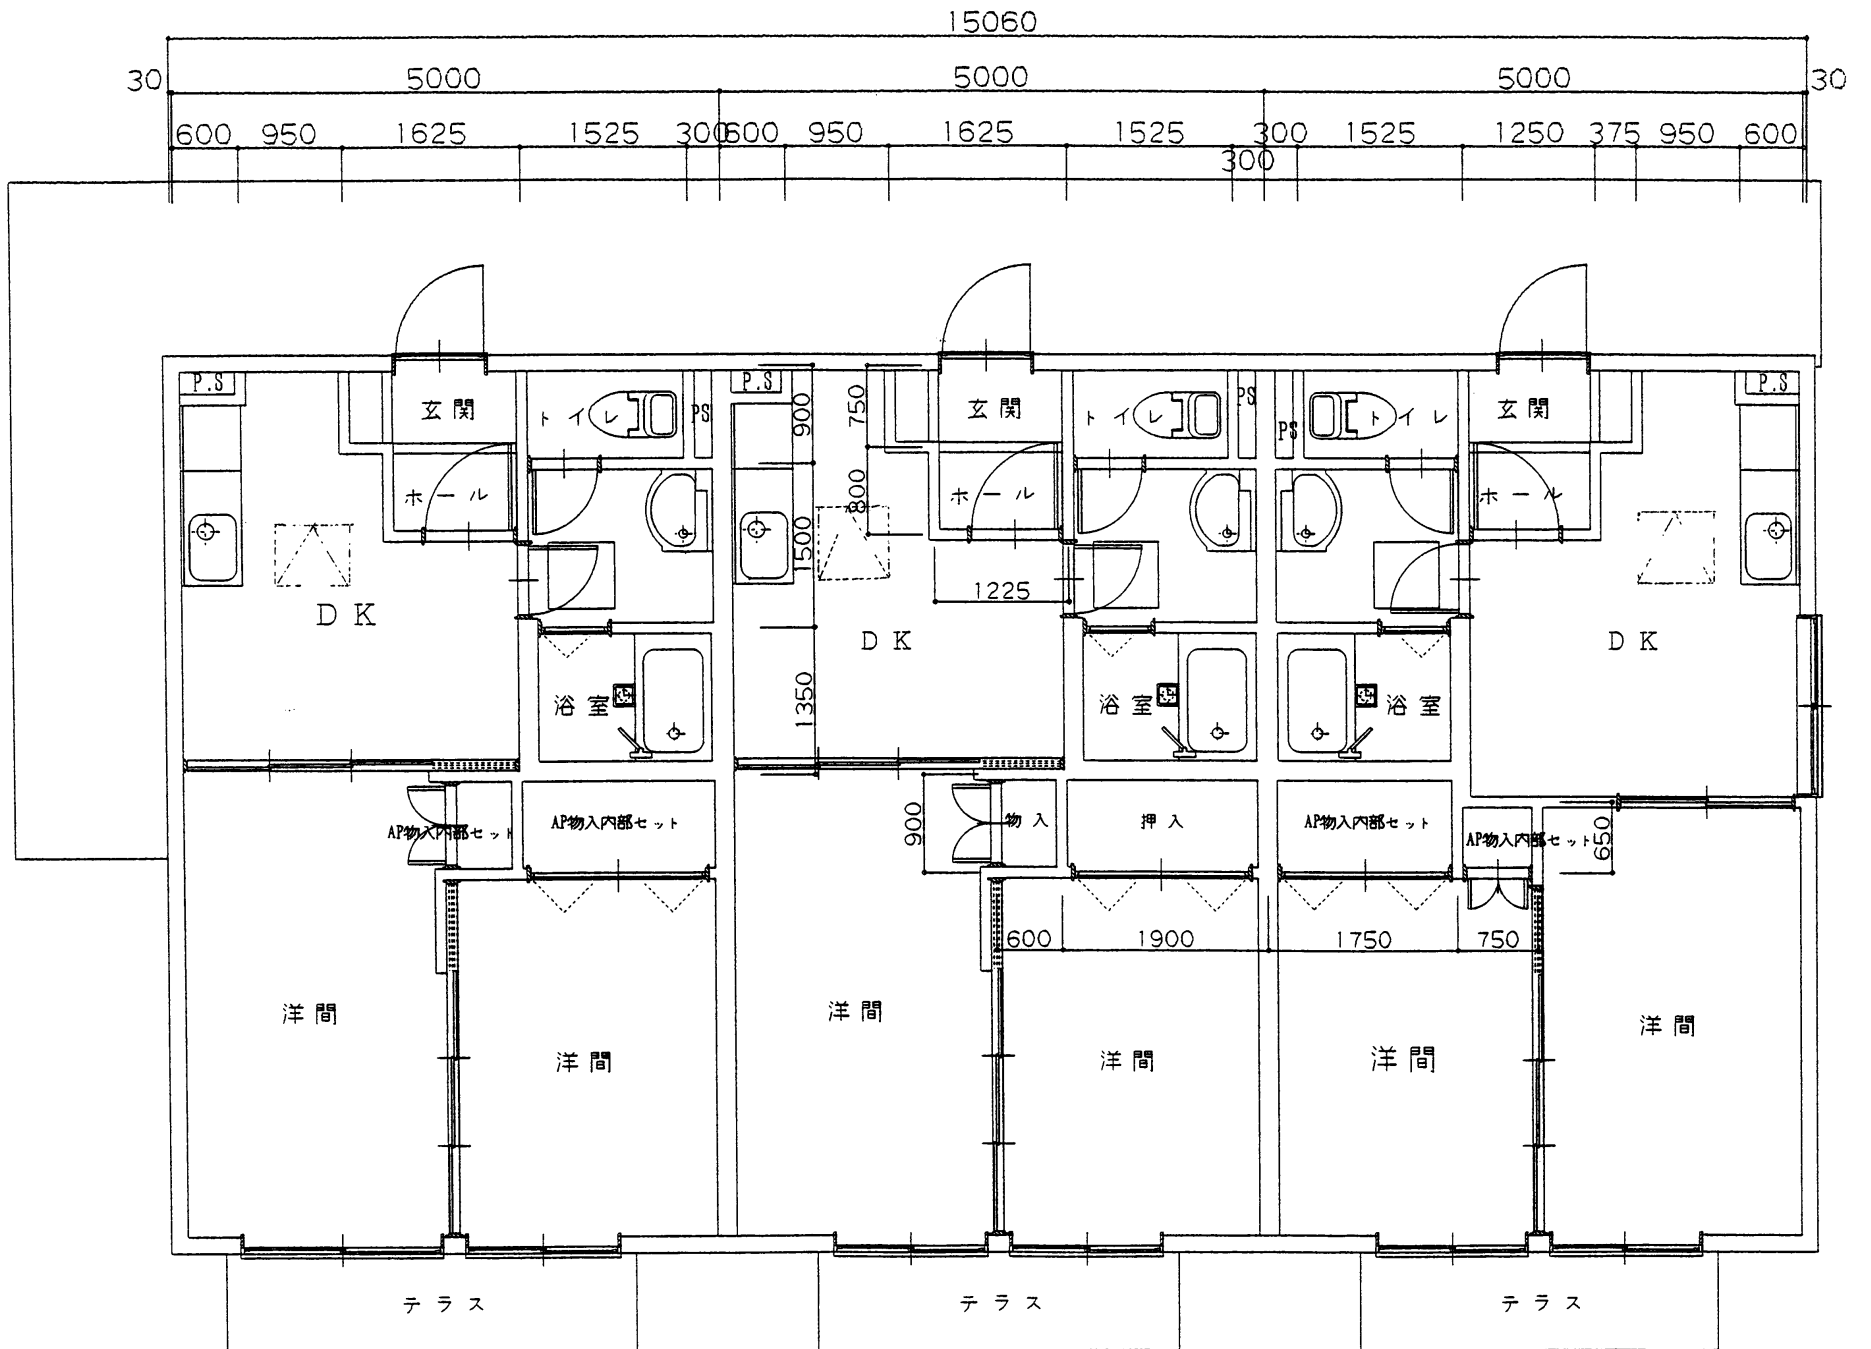 15060
30 5000 5000 5000 30
600 950 1625 1525 300 600 950 1625 1525 300 1525 1250 375 950 600
300
P.S 玄関 トイレ PS P.S 900 750 玄関 トイレ PS PS トイレ 玄関 P.S
ホール 800 ホール ホール
1500
1225
DK DK DK
浴室 1350 浴室 浴室
AP物入内部セット AP物入内部セット 900 物入 押入 AP物入内部セット AP物入内部セット 650
600 1900 1750 750
洋間 洋間 洋間
洋間 洋間 洋間
テラス テラス テラス